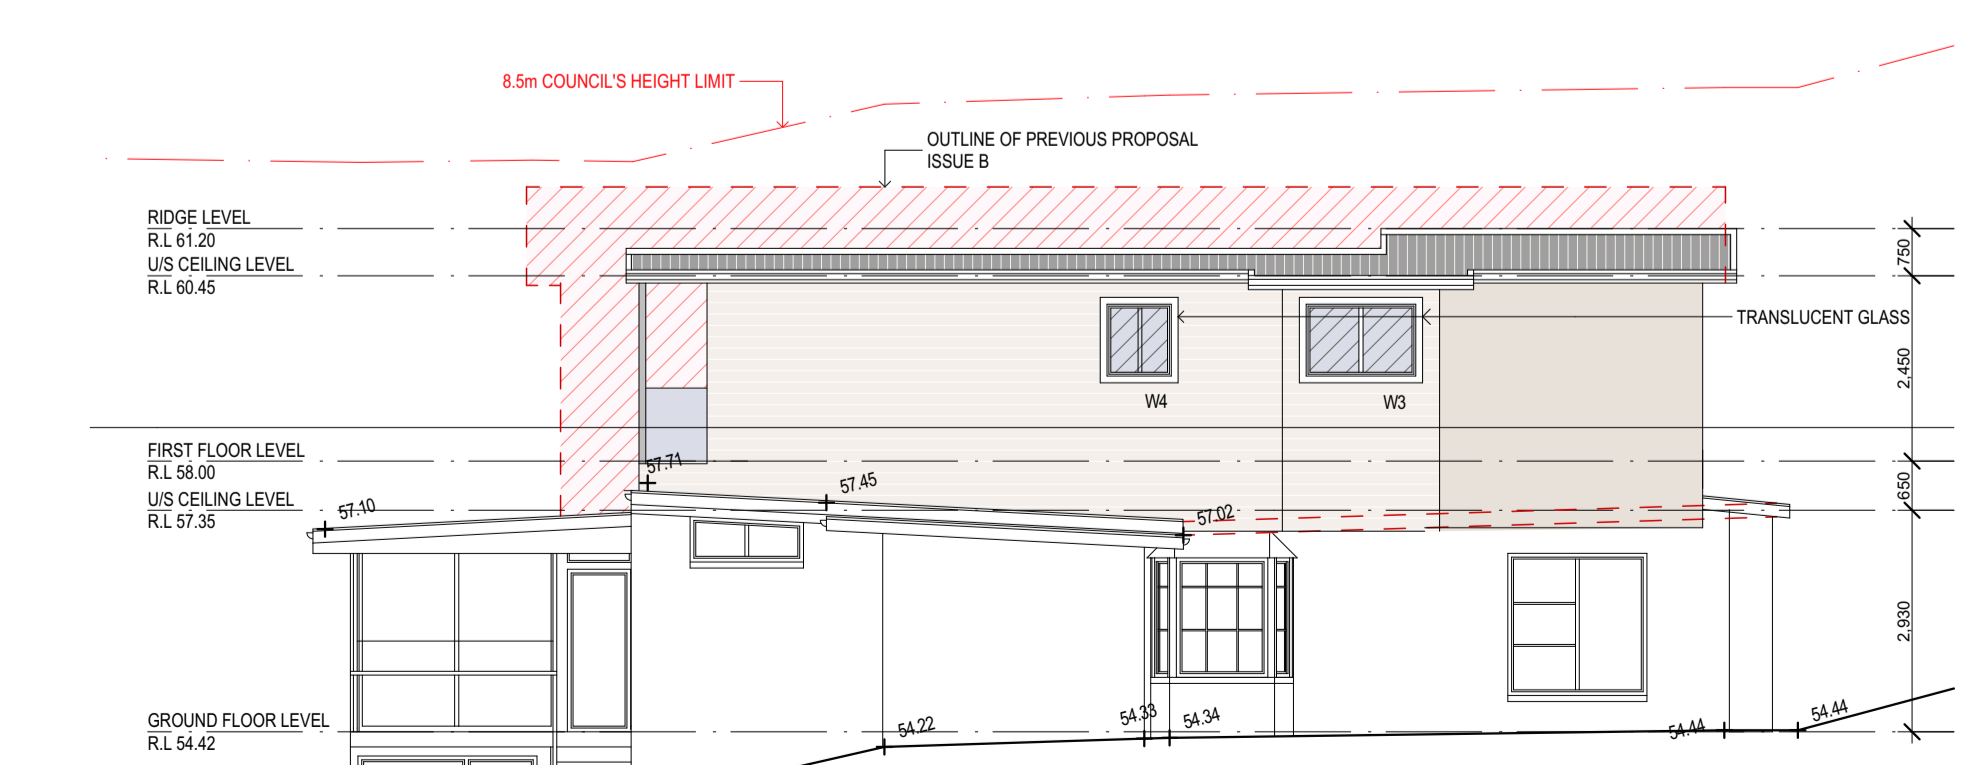 8.5m COUNCIL'S HEIGHT LIMIT
OUTLINE OF PREVIOUS PROPOSAL
ISSUE B
RIDGE LEVEL
R.L 61.20
U/S CEILING LEVEL
R.L 60.45
750
TRANSLUCENT GLASS
2,450
W4
W3
FIRST FLOOR LEVEL
R.L 58.00
U/S CEILING LEVEL
R.L 57.35
57.71
57.45
57.10
57.02
650
2,930
GROUND FLOOR LEVEL
R.L 54.42
54.22
54.33
54.34
54.44
54.44